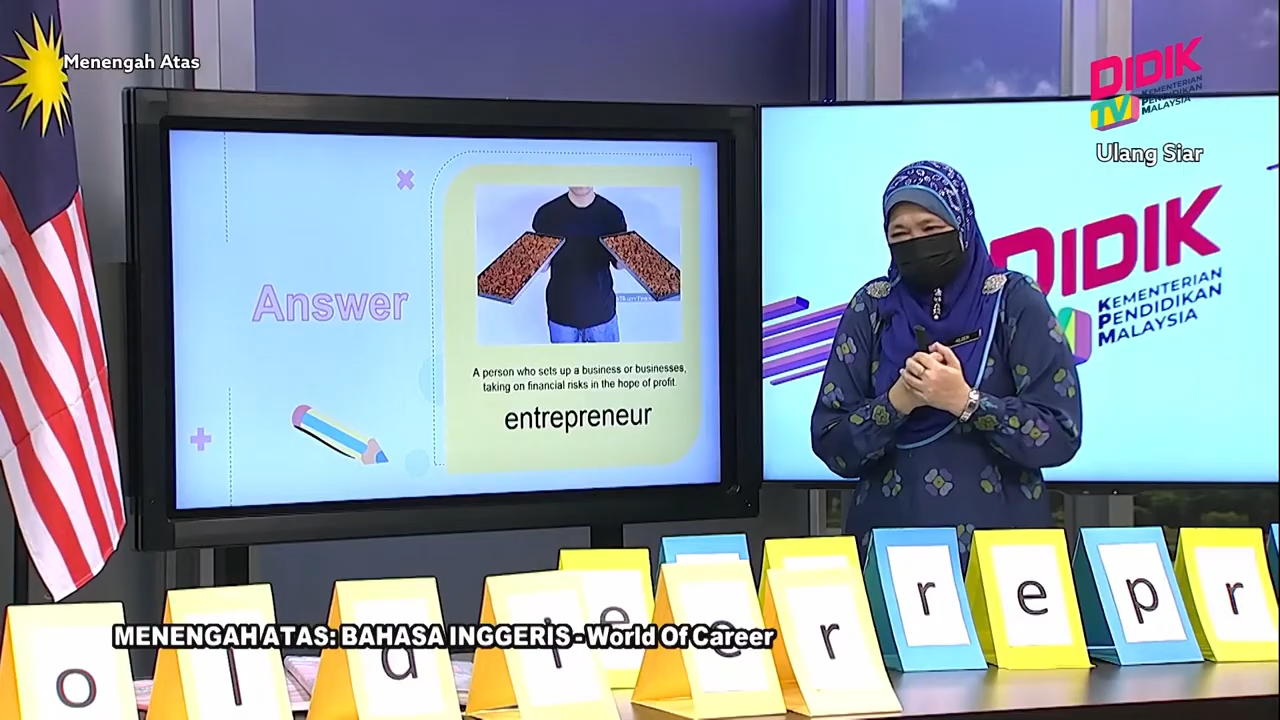 Menengah Atas
DIDIK
TV
KEMENTERIAN
PENDIDIKAN
MALAYSIA
Ulang Siar
Answer
A person who sets up a business or businesses,
taking on financial risks in the hope of profit.
entrepreneur
DIDIK
KEMENTERIAN
PENDIDIKAN
MALAYSIA
r e p r
o l d i e r
MENENGAH ATAS: BAHASA INGGERIS - World Of Career